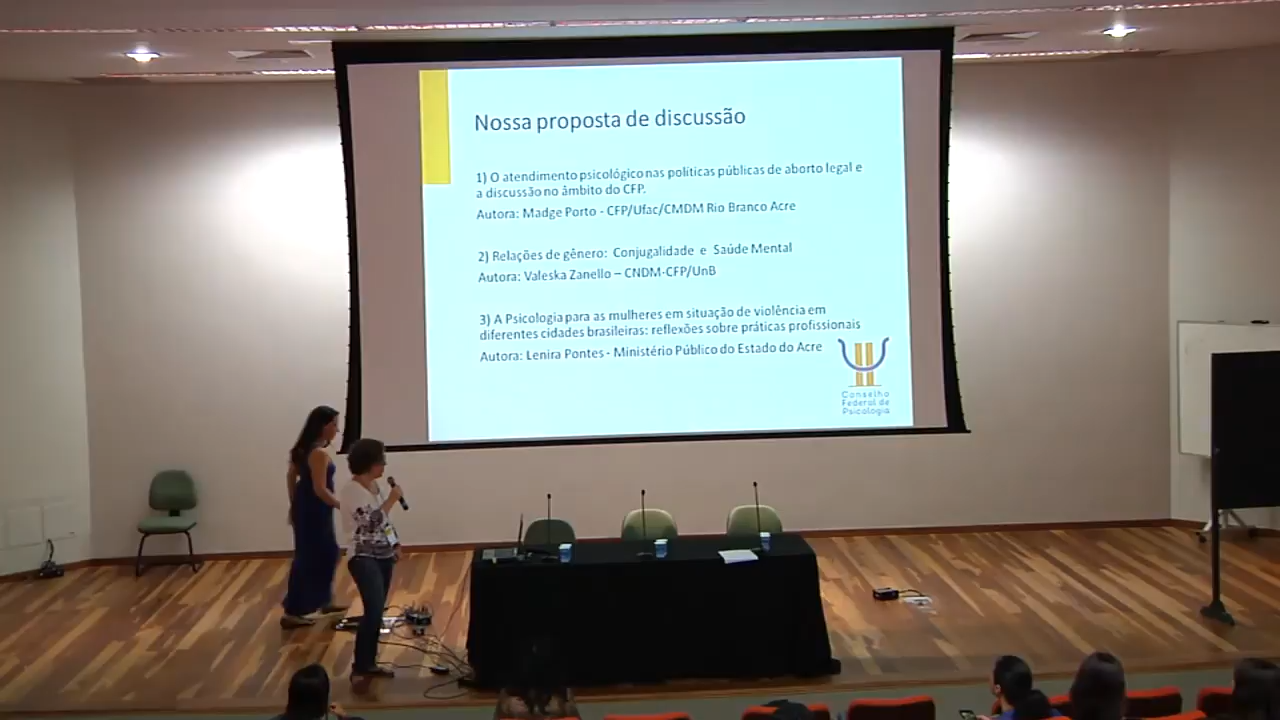 Nossa proposta de discussão
1) O atendimento psicológico nas políticas públicas de aborto legal e
a discussão no âmbito do CFP.
Autora: Madge Porto - CFP/Ufac/CMDM Rio Branco Acre
2) Relações de gênero: Conjugalidade e Saúde Mental
Autora: Valeska Zanello – CNDM-CFP/UnB
3) A Psicologia para as mulheres em situação de violência em
diferentes cidades brasileiras: reflexões sobre práticas profissionais
Autora: Lenira Pontes - Ministério Público do Estado do Acre
Conselho
Federal de
Psicologia